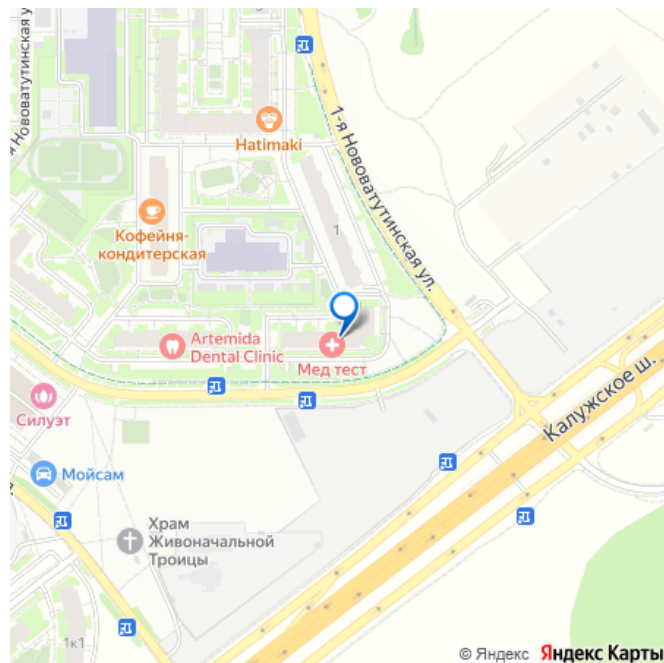 5
я Нововатутинская у
Hatimaki
1-я Нововатутинская ул.
Кофейня-
кондитерская
1
Artemida
Dental Clinic
Мед тест
Силуэт
Калужское ш.
Мойсам
Храм
Живоначальной
Троицы
1к1
© Яндекс Яндекс Карты